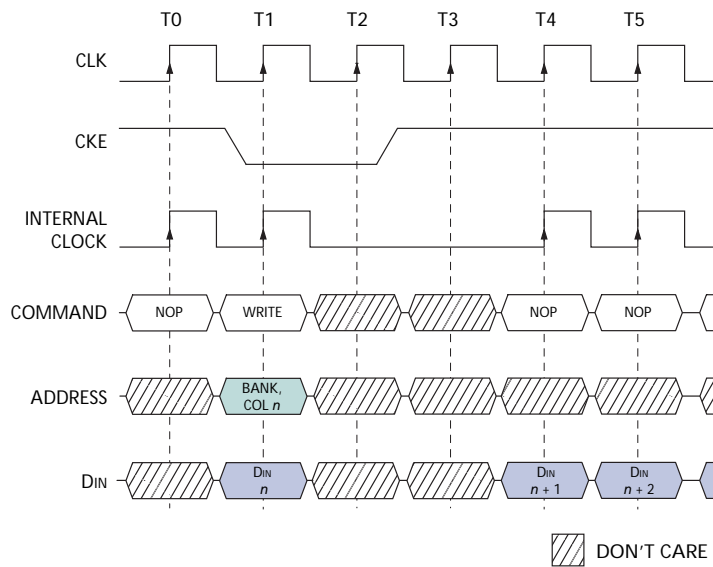 T0 T1 T2 T3 T4 T5
CLK
CKE
INTERNAL
CLOCK
COMMAND NOP WRITE NOP NOP
ADDRESS BANK,
COL n
DIN DIN
n DIN
n + 1 DIN
n + 2
DON'T CARE